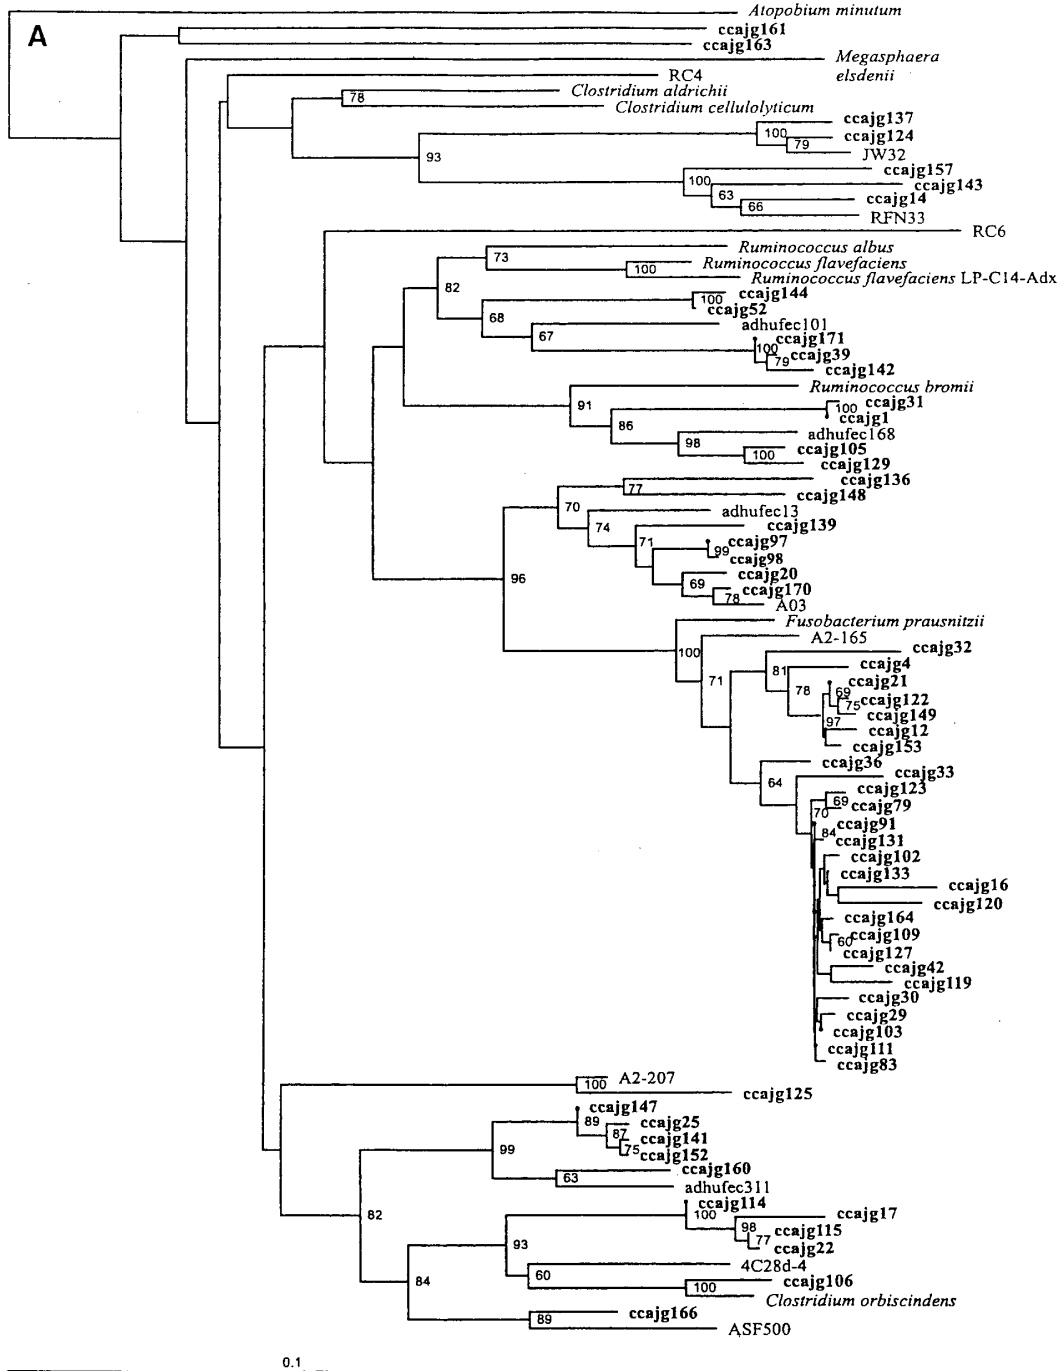 A
Atopobium minutum
ccajg161
ccajg163
Megasphaera
elsdenii
RC4
Clostridium aldrichii
78
Clostridium cellulolyticum
ccajg137
100
ccajg124
79
JW32
93
ccajg157
100
ccajg143
63
ccajg14
66
RFN33
RC6
Ruminococcus albus
73
Ruminococcus flavefaciens
100
Ruminococcus flavefaciens LP-C14-Adx
82
ccajg144
100
ccajg52
68
adhufec101
67
ccajg171
100
ccajg39
79
ccajg142
Ruminococcus bromii
91
ccajg31
100
ccajg1
86
adhufec168
98
ccajg105
100
ccajg129
ccajg136
77
ccajg148
70
adhufec13
74
ccajg139
71
ccajg97
99
ccajg98
ccajg20
69
ccajg170
78
A03
96
Fusobacterium prausnitzii
A2-165
100
ccajg32
81
ccajg4
71
ccajg21
78
69
ccajg122
75
ccajg149
97
ccajg12
ccajg153
ccajg36
64
ccajg33
ccajg123
69
ccajg79
70
ccajg91
84
ccajg131
ccajg102
ccajg133
ccajg16
ccajg120
ccajg164
ccajg109
60
ccajg127
ccajg42
ccajg119
ccajg30
ccajg29
ccajg103
ccajg111
ccajg83
A2-207
100
ccajg125
ccajg147
89
ccajg25
87
ccajg141
75
ccajg152
99
ccajg160
63
adhufec311
ccajg114
100
ccajg17
98
ccajg115
77
ccajg22
82
93
4C28d-4
60
ccajg106
100
Clostridium orbiscindens
84
ccajg166
89
ASF500
0.1